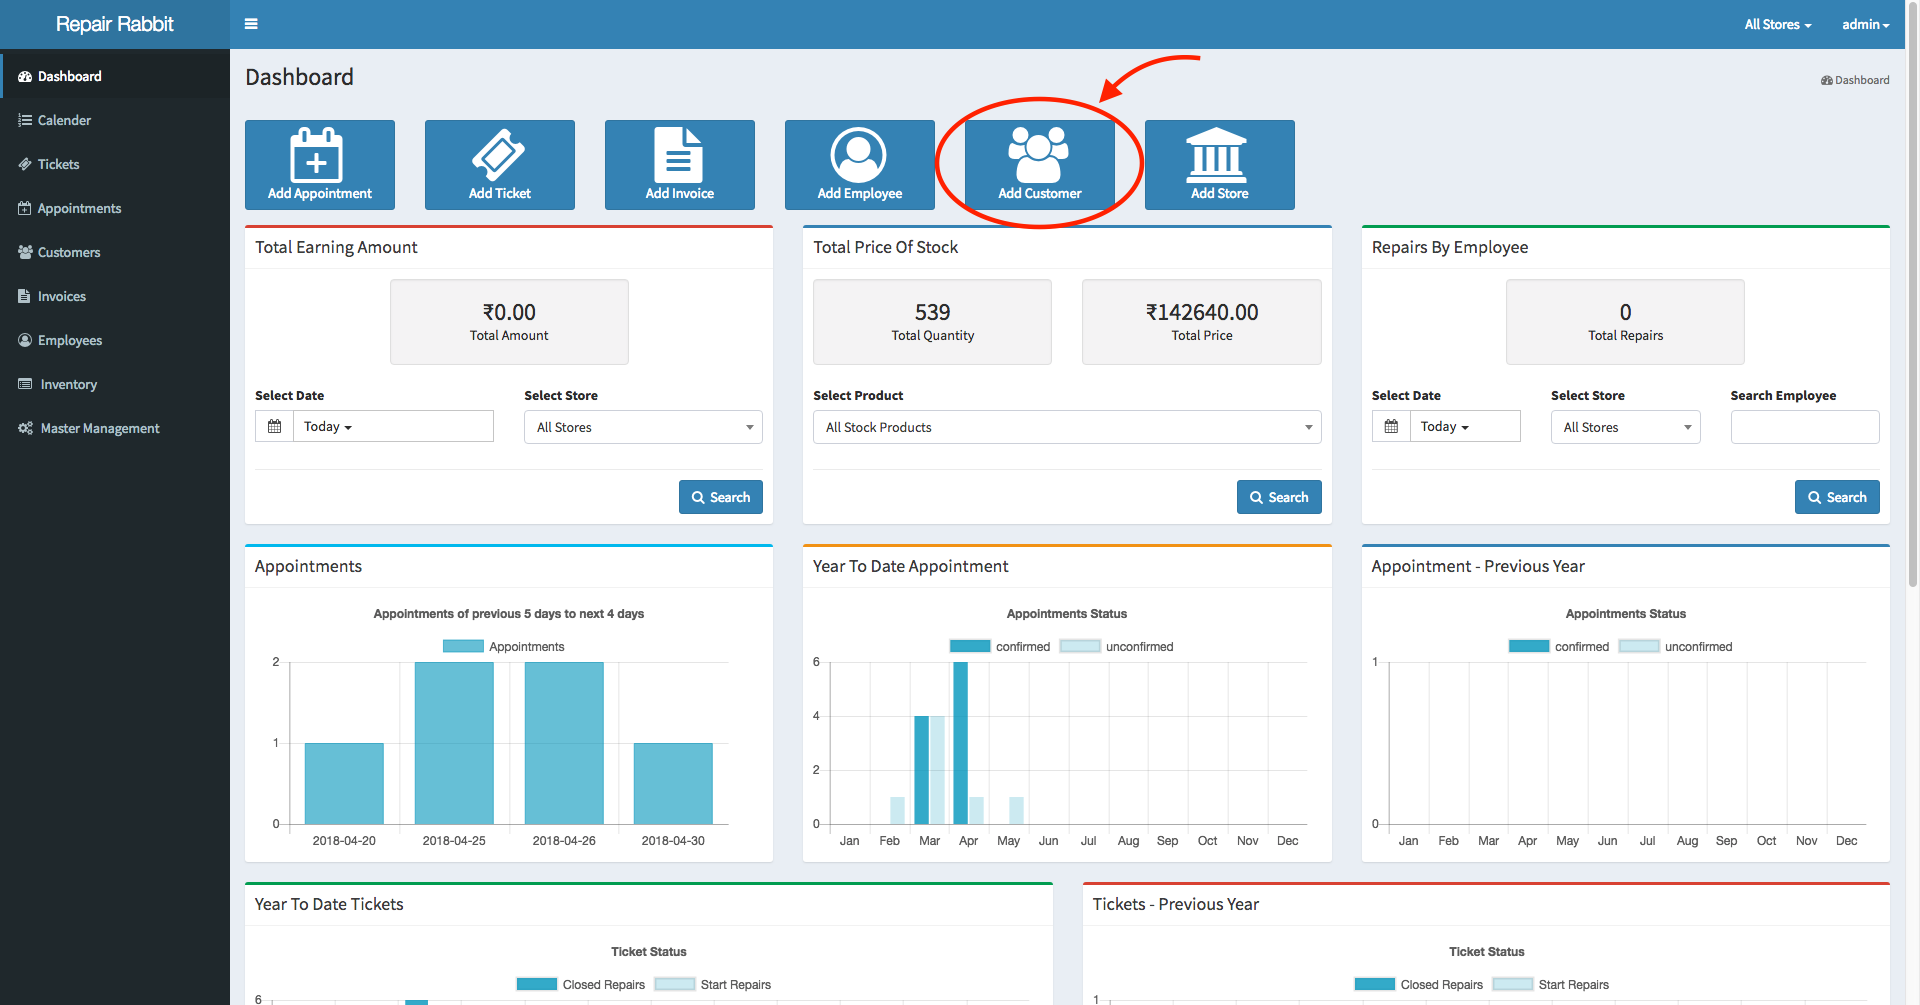 Repair Rabbit
All Stores
admin
Dashboard
Calender
Tickets
Appointments
Customers
Invoices
Employees
Inventory
Master Management
Dashboard
Dashboard
Add Appointment
Add Ticket
Add Invoice
Add Employee
Add Customer
Add Store
Total Earning Amount
₹0.00
Total Amount
Select Date
Select Store
Today
All Stores
Search
Total Price Of Stock
539
Total Quantity
₹142640.00
Total Price
Select Product
All Stock Products
Search
Repairs By Employee
0
Total Repairs
Select Date
Select Store
Search Employee
Today
All Stores
Search
Appointments
Appointments of previous 5 days to next 4 days
Appointments
2
1
0
2018-04-20 2018-04-25 2018-04-26 2018-04-30
Year To Date Appointment
Appointments Status
confirmed unconfirmed
6
4
2
0
Jan Feb Mar Apr May Jun Jul Aug Sep Oct Nov Dec
Appointment - Previous Year
Appointments Status
confirmed unconfirmed
1
0
Jan Feb Mar Apr May Jun Jul Aug Sep Oct Nov Dec
Year To Date Tickets
Ticket Status
Closed Repairs Start Repairs
6
Tickets - Previous Year
Ticket Status
Closed Repairs Start Repairs
1